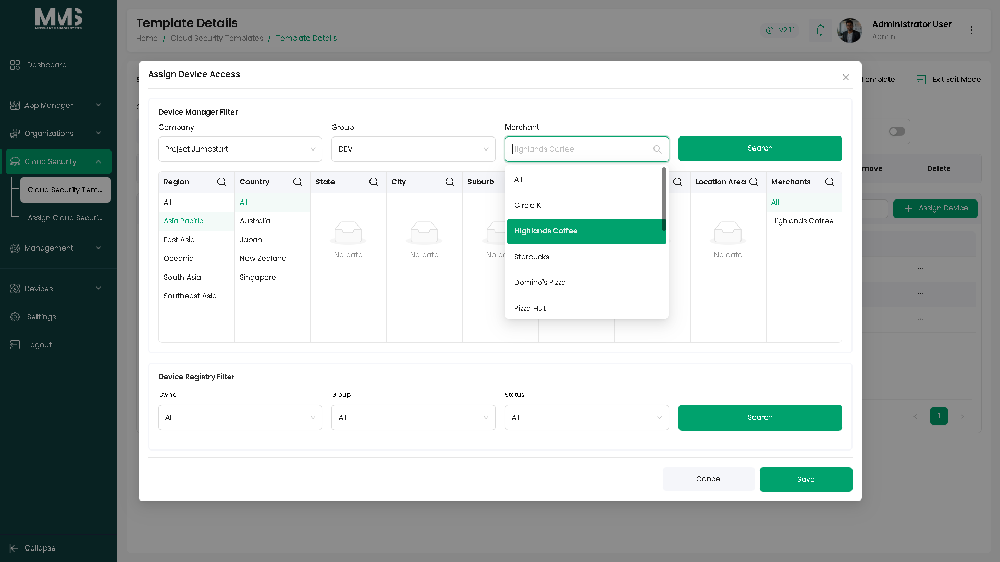 MMS
MERCHANT MANAGER SYSTEM
Dashboard
App Manager
Organizations
Cloud Security
Cloud Security Tem...
Assign Cloud Securi...
Management
Devices
Settings
Logout
Collapse
Template Details
Home / Cloud Security Templates / Template Details
v2.1.1
Administrator User
Admin
Template
Exit Edit Mode
Assign Device Access
Device Manager Filter
Company
Group
Merchant
Project Jumpstart
DEV
Highlands Coffee
Search
Region
Country
State
City
Suburb
Location Area
Merchants
All
Asia Pacific
East Asia
Oceania
South Asia
Southeast Asia
All
Australia
Japan
New Zealand
Singapore
No data
No data
No da
No data
All
Highlands Coffee
All
Circle K
Highlands Coffee
Starbucks
Domino's Pizza
Pizza Hut
move
Delete
+ Assign Device
...
...
...
< 1 >
Device Registry Filter
Owner
Group
Status
All
All
All
Search
Cancel
Save